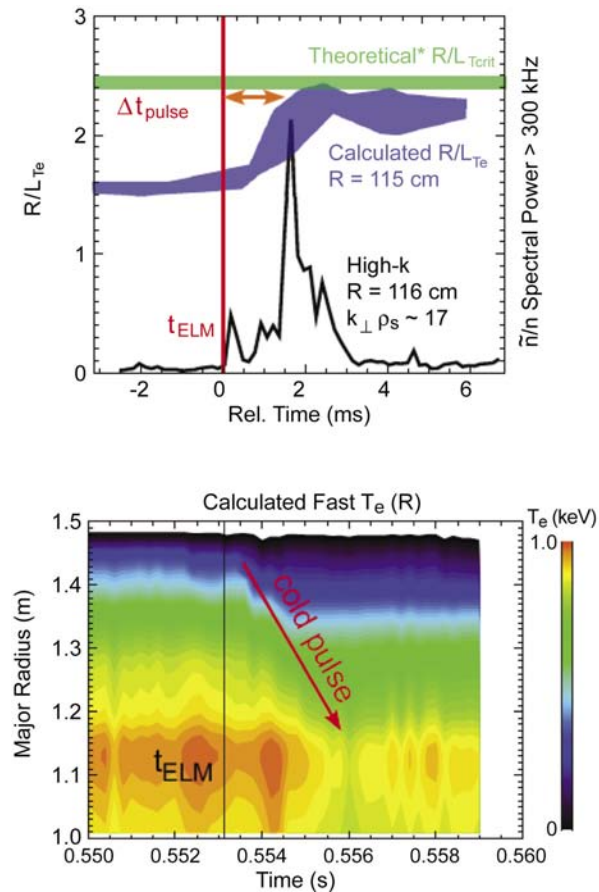 3
Theoretical* R/L_Tcrit
Δt_pulse
2
Calculated R/L_Te
R = 115 cm
R/L_Te
ñ/n Spectral Power > 300 kHz
1
High-k
R = 116 cm
k⊥ρ_s ~ 17
t_ELM
0
-2 0 2 4 6
Rel. Time (ms)
Calculated Fast T_e (R)
T_e (keV)
1.5
1.0
1.4
cold pulse
1.3
Major Radius (m)
1.2
t_ELM
1.1
1.0
0
0.550 0.552 0.554 0.556 0.558 0.560
Time (s)